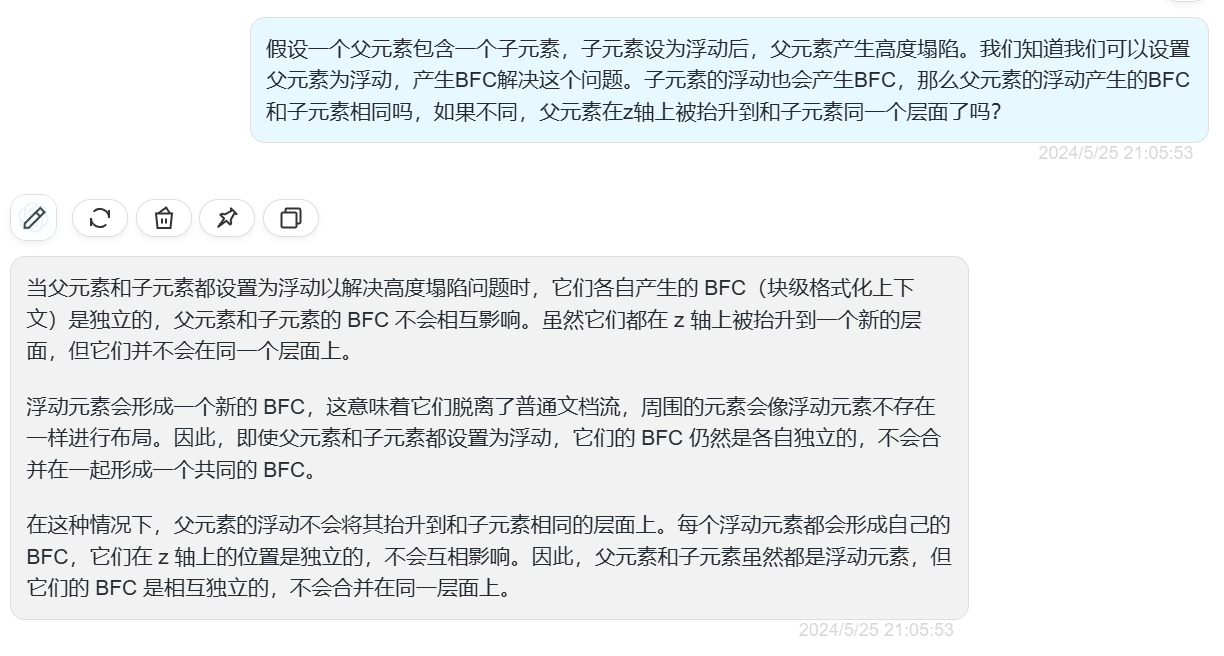 假设一个父元素包含一个子元素，子元素设为浮动后，父元素产生高度塌陷。我们知道我们可以设置
父元素为浮动，产生BFC解决这个问题。子元素的浮动也会产生BFC，那么父元素的浮动产生的BFC
和子元素相同吗，如果不同，父元素在z轴上被抬升到和子元素同一个层面了吗？
2024/5/25 21:05:53
当父元素和子元素都设置为浮动以解决高度塌陷问题时，它们各自产生的 BFC（块级格式化上下
文）是独立的，父元素和子元素的 BFC 不会相互影响。虽然它们都在 z 轴上被抬升到一个新的层
面，但它们并不会在同一个层面上。
浮动元素会形成一个新的 BFC，这意味着它们脱离了普通文档流，周围的元素会像浮动元素不存在
一样进行布局。因此，即使父元素和子元素都设置为浮动，它们的 BFC 仍然是各自独立的，不会合
并在一起形成一个共同的 BFC。
在这种情况下，父元素的浮动不会将其抬升到和子元素相同的层面上。每个浮动元素都会形成自己的
BFC，它们在 z 轴上的位置是独立的，不会互相影响。因此，父元素和子元素虽然都是浮动元素，但
它们的 BFC 是相互独立的，不会合并在同一层面上。
2024/5/25 21:05:53